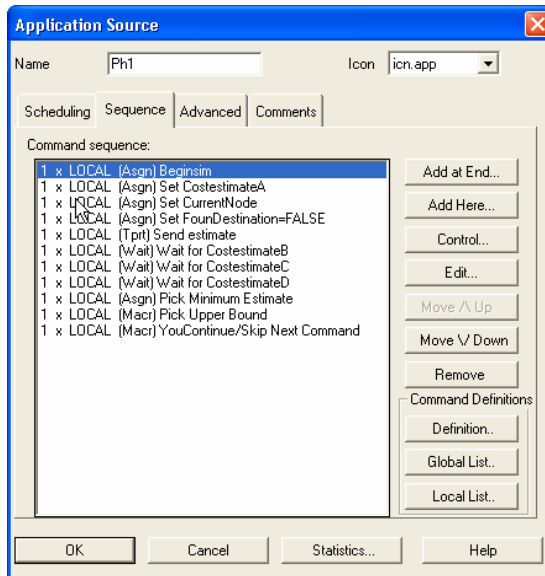 Application Source
Name Ph1 Icon icn.app
Scheduling Sequence Advanced Comments
Command sequence:
1 x LOCAL (Asgn) Beginsim
1 x LOCAL (Asgn) Set CostestimateA
1 x LOCAL (Asgn) Set CurrentNode
1 x LOCAL (Asgn) Set FounDestination=FALSE
1 x LOCAL (Tprt) Send estimate
1 x LOCAL (Wait) Wait for CostestimateB
1 x LOCAL (Wait) Wait for CostestimateC
1 x LOCAL (Wait) Wait for CostestimateD
1 x LOCAL (Asgn) Pick Minimum Estimate
1 x LOCAL (Macr) Pick Upper Bound
1 x LOCAL (Macr) YouContinue/Skip Next Command
Add at End...
Add Here...
Control...
Edit...
Move /\ Up
Move \/ Down
Remove
Command Definitions
Definition..
Global List..
Local List..
OK Cancel Statistics... Help